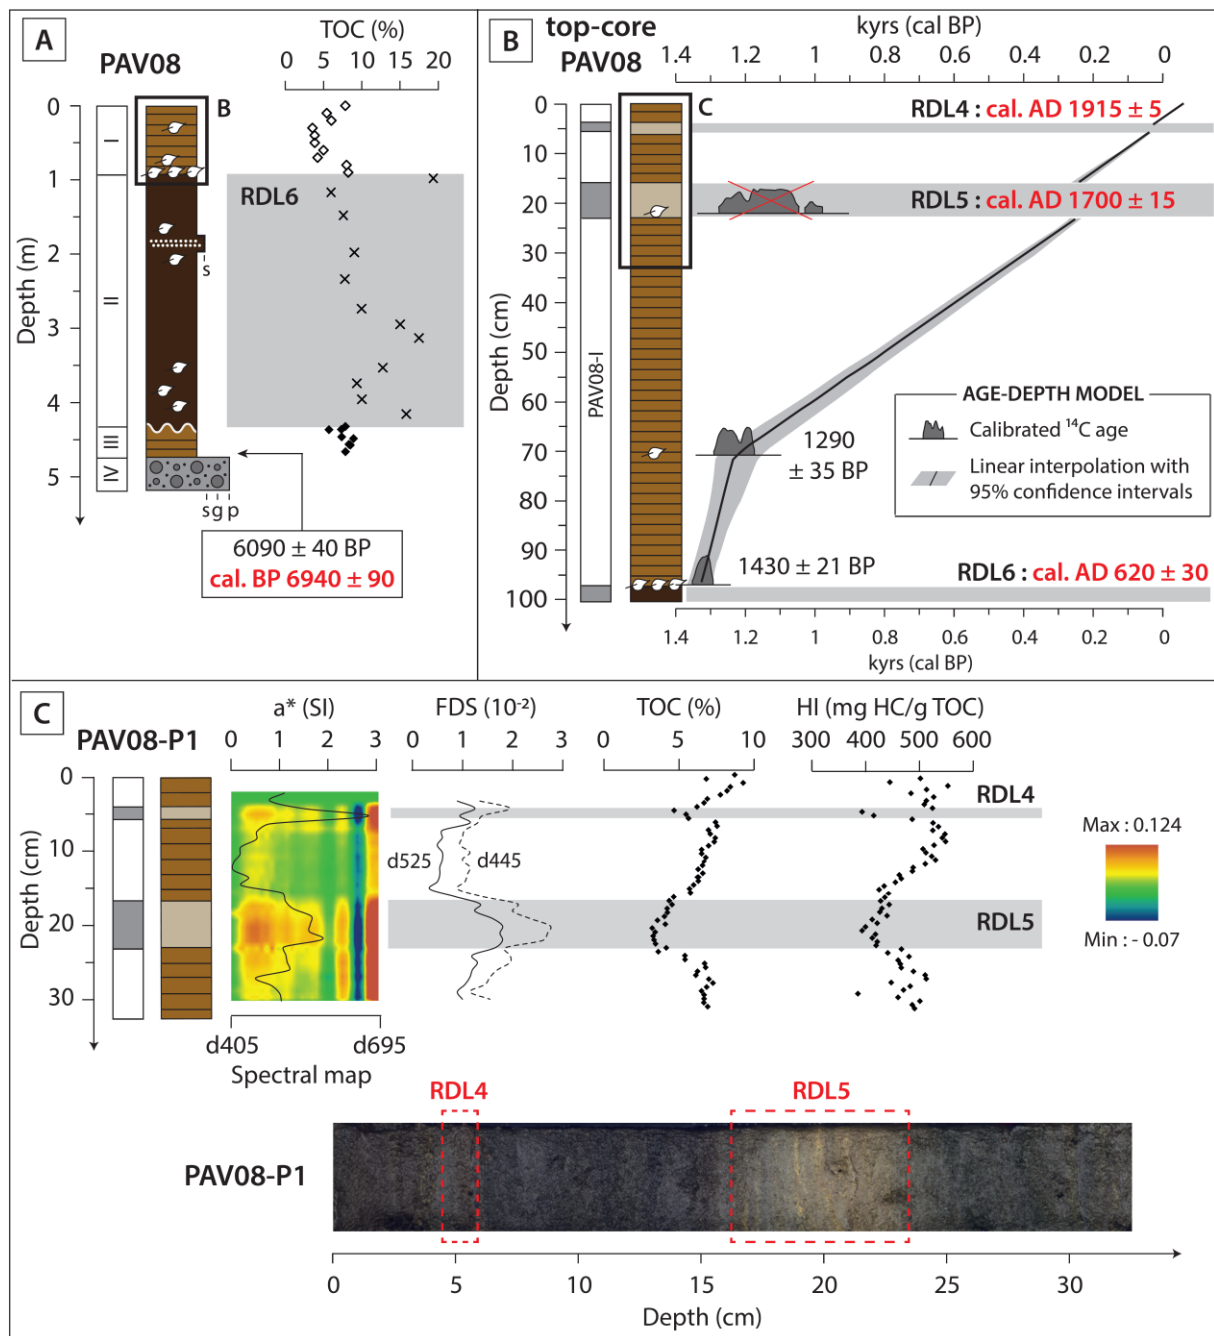 A
PAV08
TOC (%)
0 5 10 15 20
B
0
1
2
3
4
5
Depth (m)
I
II
III
IV
RDL6
s
s g p
6090 ± 40 BP
cal. BP 6940 ± 90
B
top-core
PAV08
kyrs (cal BP)
1.4 1.2 1 0.8 0.6 0.4 0.2 0
C
0
10
20
30
40
50
60
70
80
90
100
Depth (cm)
PAV08-I
RDL4 : cal. AD 1915 ± 5
RDL5 : cal. AD 1700 ± 15
1290
± 35 BP
1430 ± 21 BP
RDL6 : cal. AD 620 ± 30
AGE-DEPTH MODEL
Calibrated ¹⁴C age
Linear interpolation with
95% confidence intervals
1.4 1.2 1 0.8 0.6 0.4 0.2 0
kyrs (cal BP)
C
PAV08-P1
a* (SI)
0 1 2 3
FDS (10⁻²)
0 1 2 3
TOC (%)
0 5 10
HI (mg HC/g TOC)
300 400 500 600
0
10
20
30
Depth (cm)
d525
d445
RDL4
RDL5
Max : 0.124
Min : - 0.07
d405 d695
Spectral map
RDL4
RDL5
PAV08-P1
0 5 10 15 20 25 30
Depth (cm)